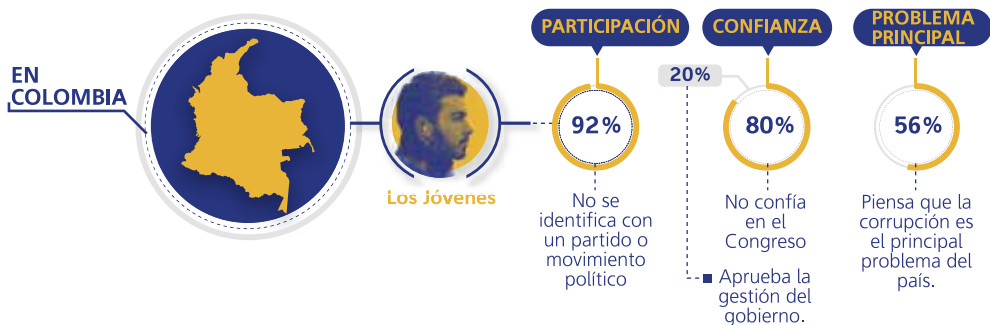 EN
COLOMBIA
Los Jóvenes
PARTICIPACIÓN
92%
No se
identifica con
un partido o
movimiento
político
CONFIANZA
20%
80%
No confía
en el
Congreso
Aprueba la
gestión del
gobierno.
PROBLEMA
PRINCIPAL
56%
Piensa que la
corrupción es
el principal
problema del
país.